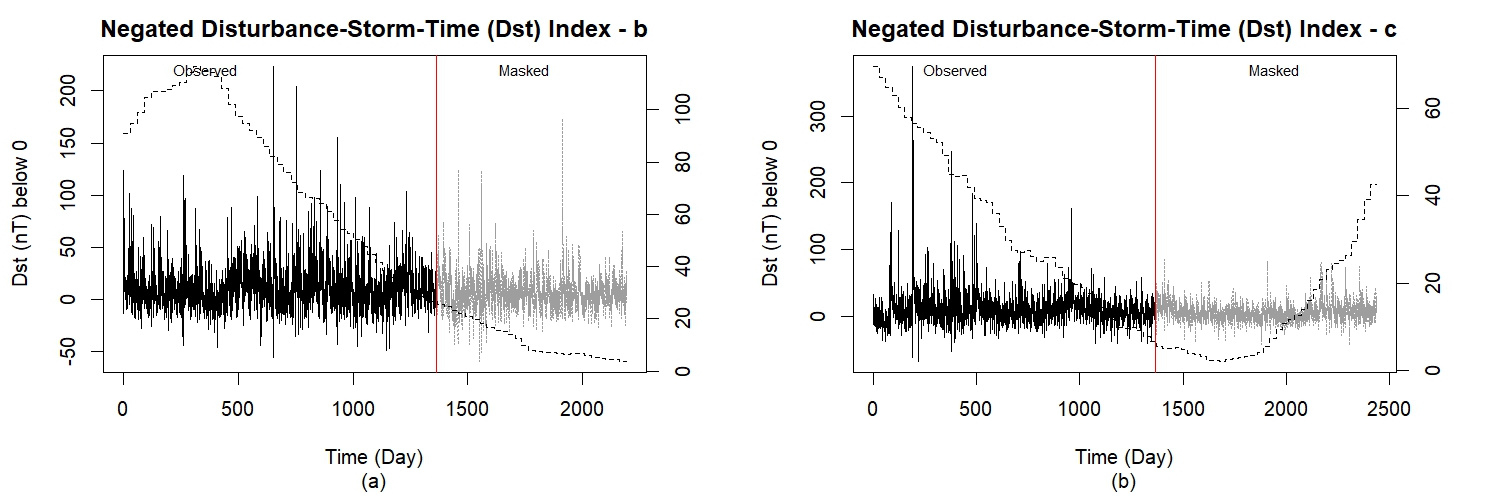 Negated Disturbance-Storm-Time (Dst) Index - b
Observed
Masked
Dst (nT) below 0
200
150
100
50
0
-50
100
80
60
40
20
0
0 500 1000 1500 2000
Time (Day)
(a)
Negated Disturbance-Storm-Time (Dst) Index - c
Observed
Masked
Dst (nT) below 0
300
200
100
0
60
40
20
0
0 500 1000 1500 2000 2500
Time (Day)
(b)